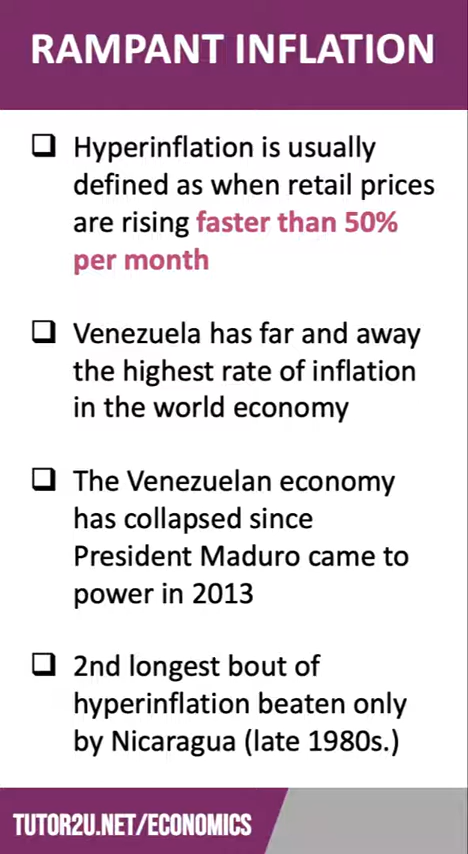 RAMPANT INFLATION
Hyperinflation is usually
defined as when retail prices
are rising faster than 50%
per month
Venezuela has far and away
the highest rate of inflation
in the world economy
The Venezuelan economy
has collapsed since
President Maduro came to
power in 2013
2nd longest bout of
hyperinflation beaten only
by Nicaragua (late 1980s.)
TUTOR2U.NET/ECONOMICS